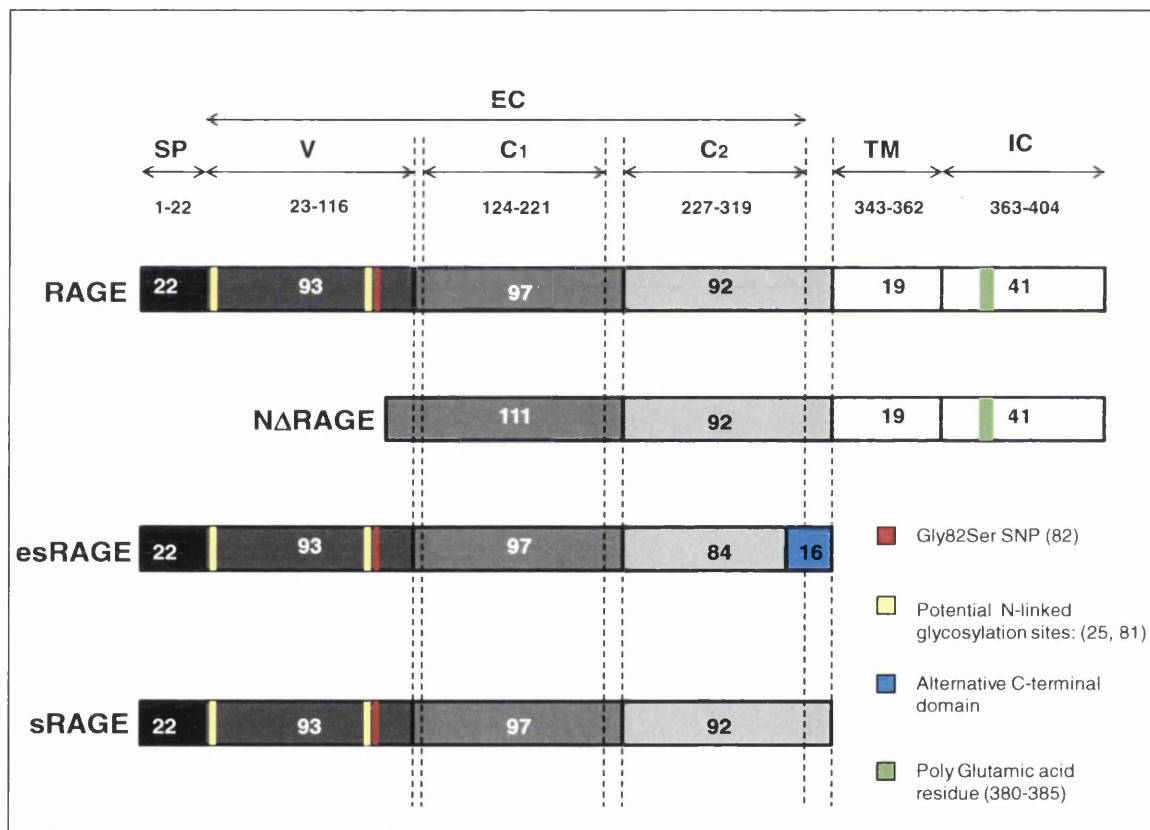 EC
SP V C1 C2 TM IC
1-22 23-116 124-221 227-319 343-362 363-404
RAGE 22 93 97 92 19 41
NΔRAGE 111 92 19 41
esRAGE 22 93 97 84 16
Gly82Ser SNP (82)
Potential N-linked
glycosylation sites: (25, 81)
Alternative C-terminal
domain
sRAGE 22 93 97 92
Poly Glutamic acid
residue (380-385)